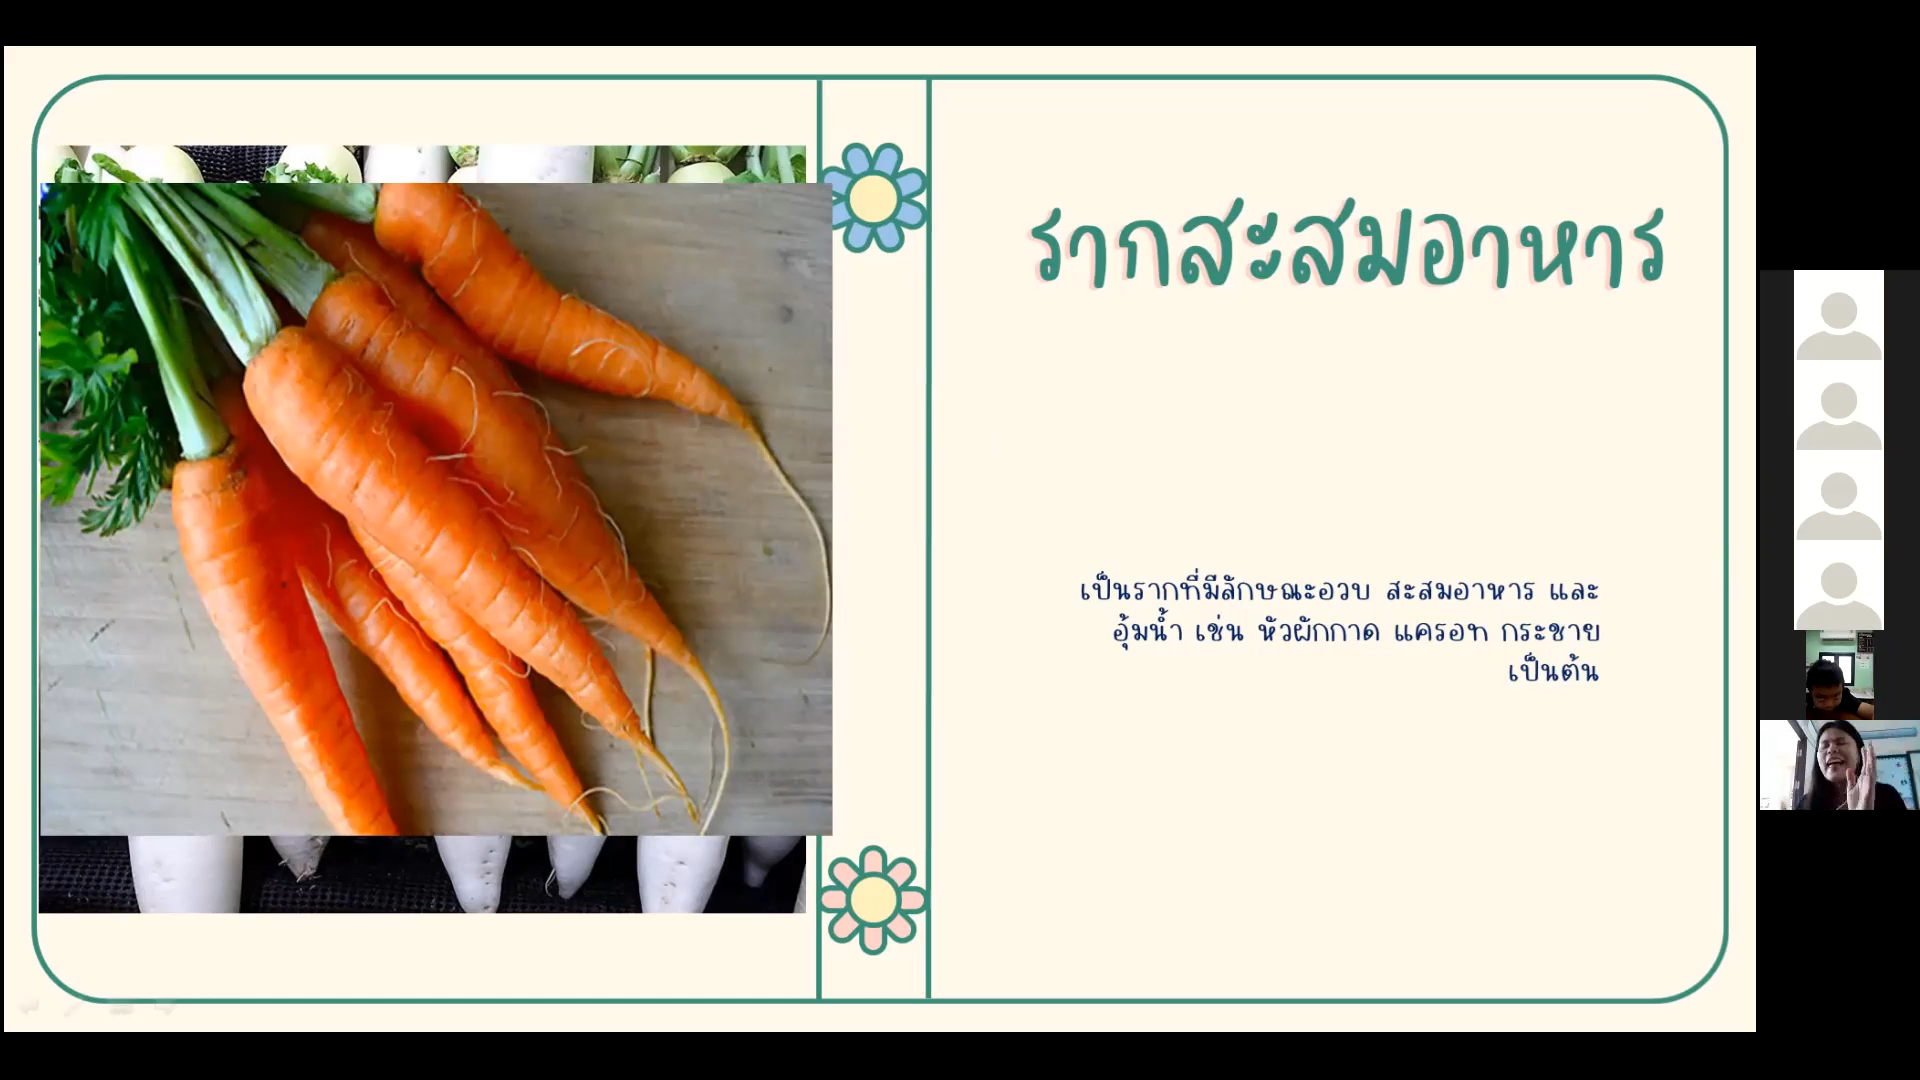 รากสะสมอาหาร
เป็นรากที่มีลักษณะอวบ สะสมอาหาร และ
อุ้มน้ำ เช่น หัวผักกาด แครอท กระชาย
เป็นต้น